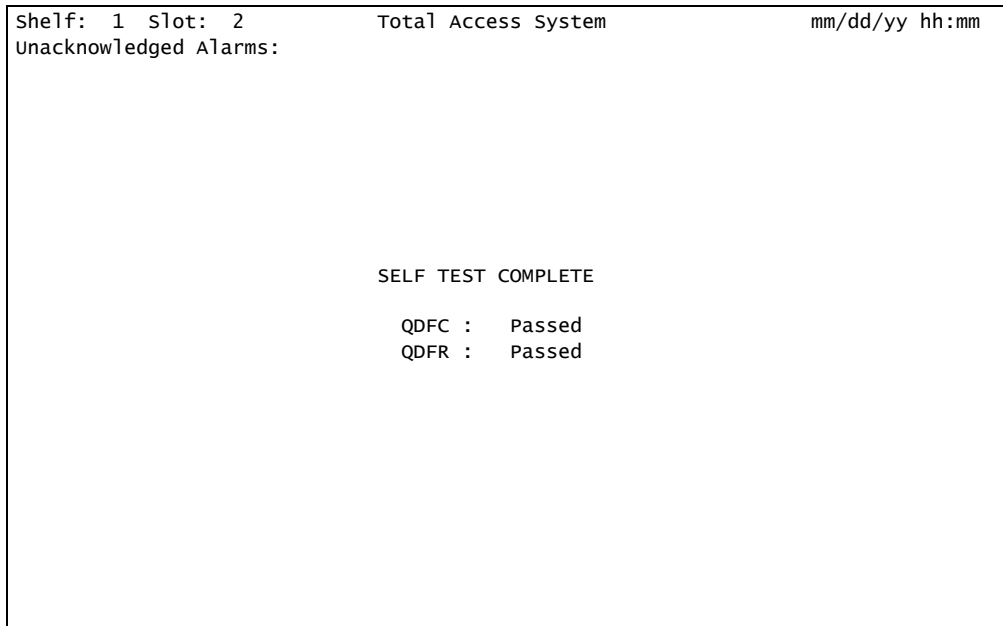 Shelf: 1 Slot: 2 Total Access System mm/dd/yy hh:mm
Unacknowledged Alarms:
SELF TEST COMPLETE
QDFC : Passed
QDFR : Passed